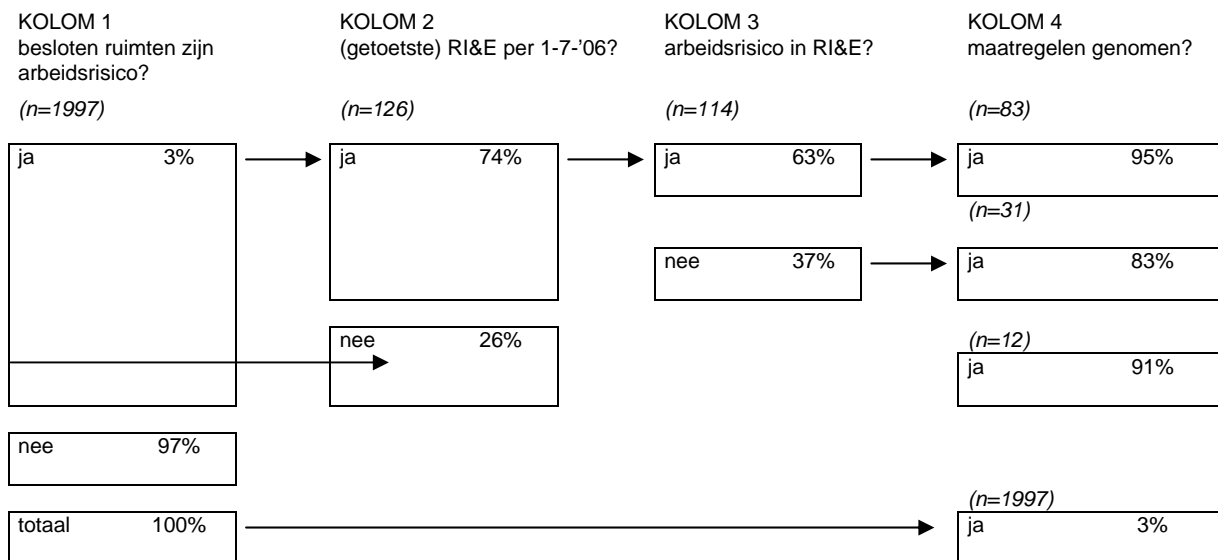 KOLOM 1
besloten ruimten zijn
arbeidsrisico?
(n=1997)
KOLOM 2
(getoetste) RI&E per 1-7-'06?
(n=126)
KOLOM 3
arbeidsrisico in RI&E?
(n=114)
KOLOM 4
maatregelen genomen?
(n=83)
ja 3%
ja 74%
ja 63%
ja 95%
(n=31)
nee 37%
ja 83%
nee 26%
(n=12)
ja 91%
nee 97%
(n=1997)
totaal 100%
ja 3%